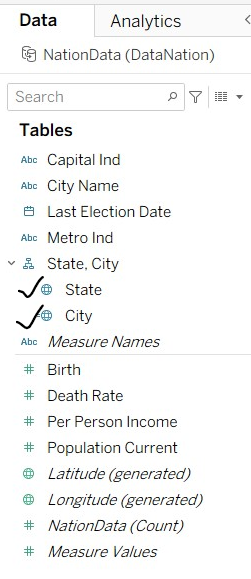 Data
Analytics
NationData (DataNation)
Search
Tables
Abc Capital Ind
Abc City Name
Last Election Date
Abc Metro Ind
State, City
State
City
Abc Measure Names
# Birth
# Death Rate
# Per Person Income
# Population Current
Latitude (generated)
Longitude (generated)
# NationData (Count)
# Measure Values